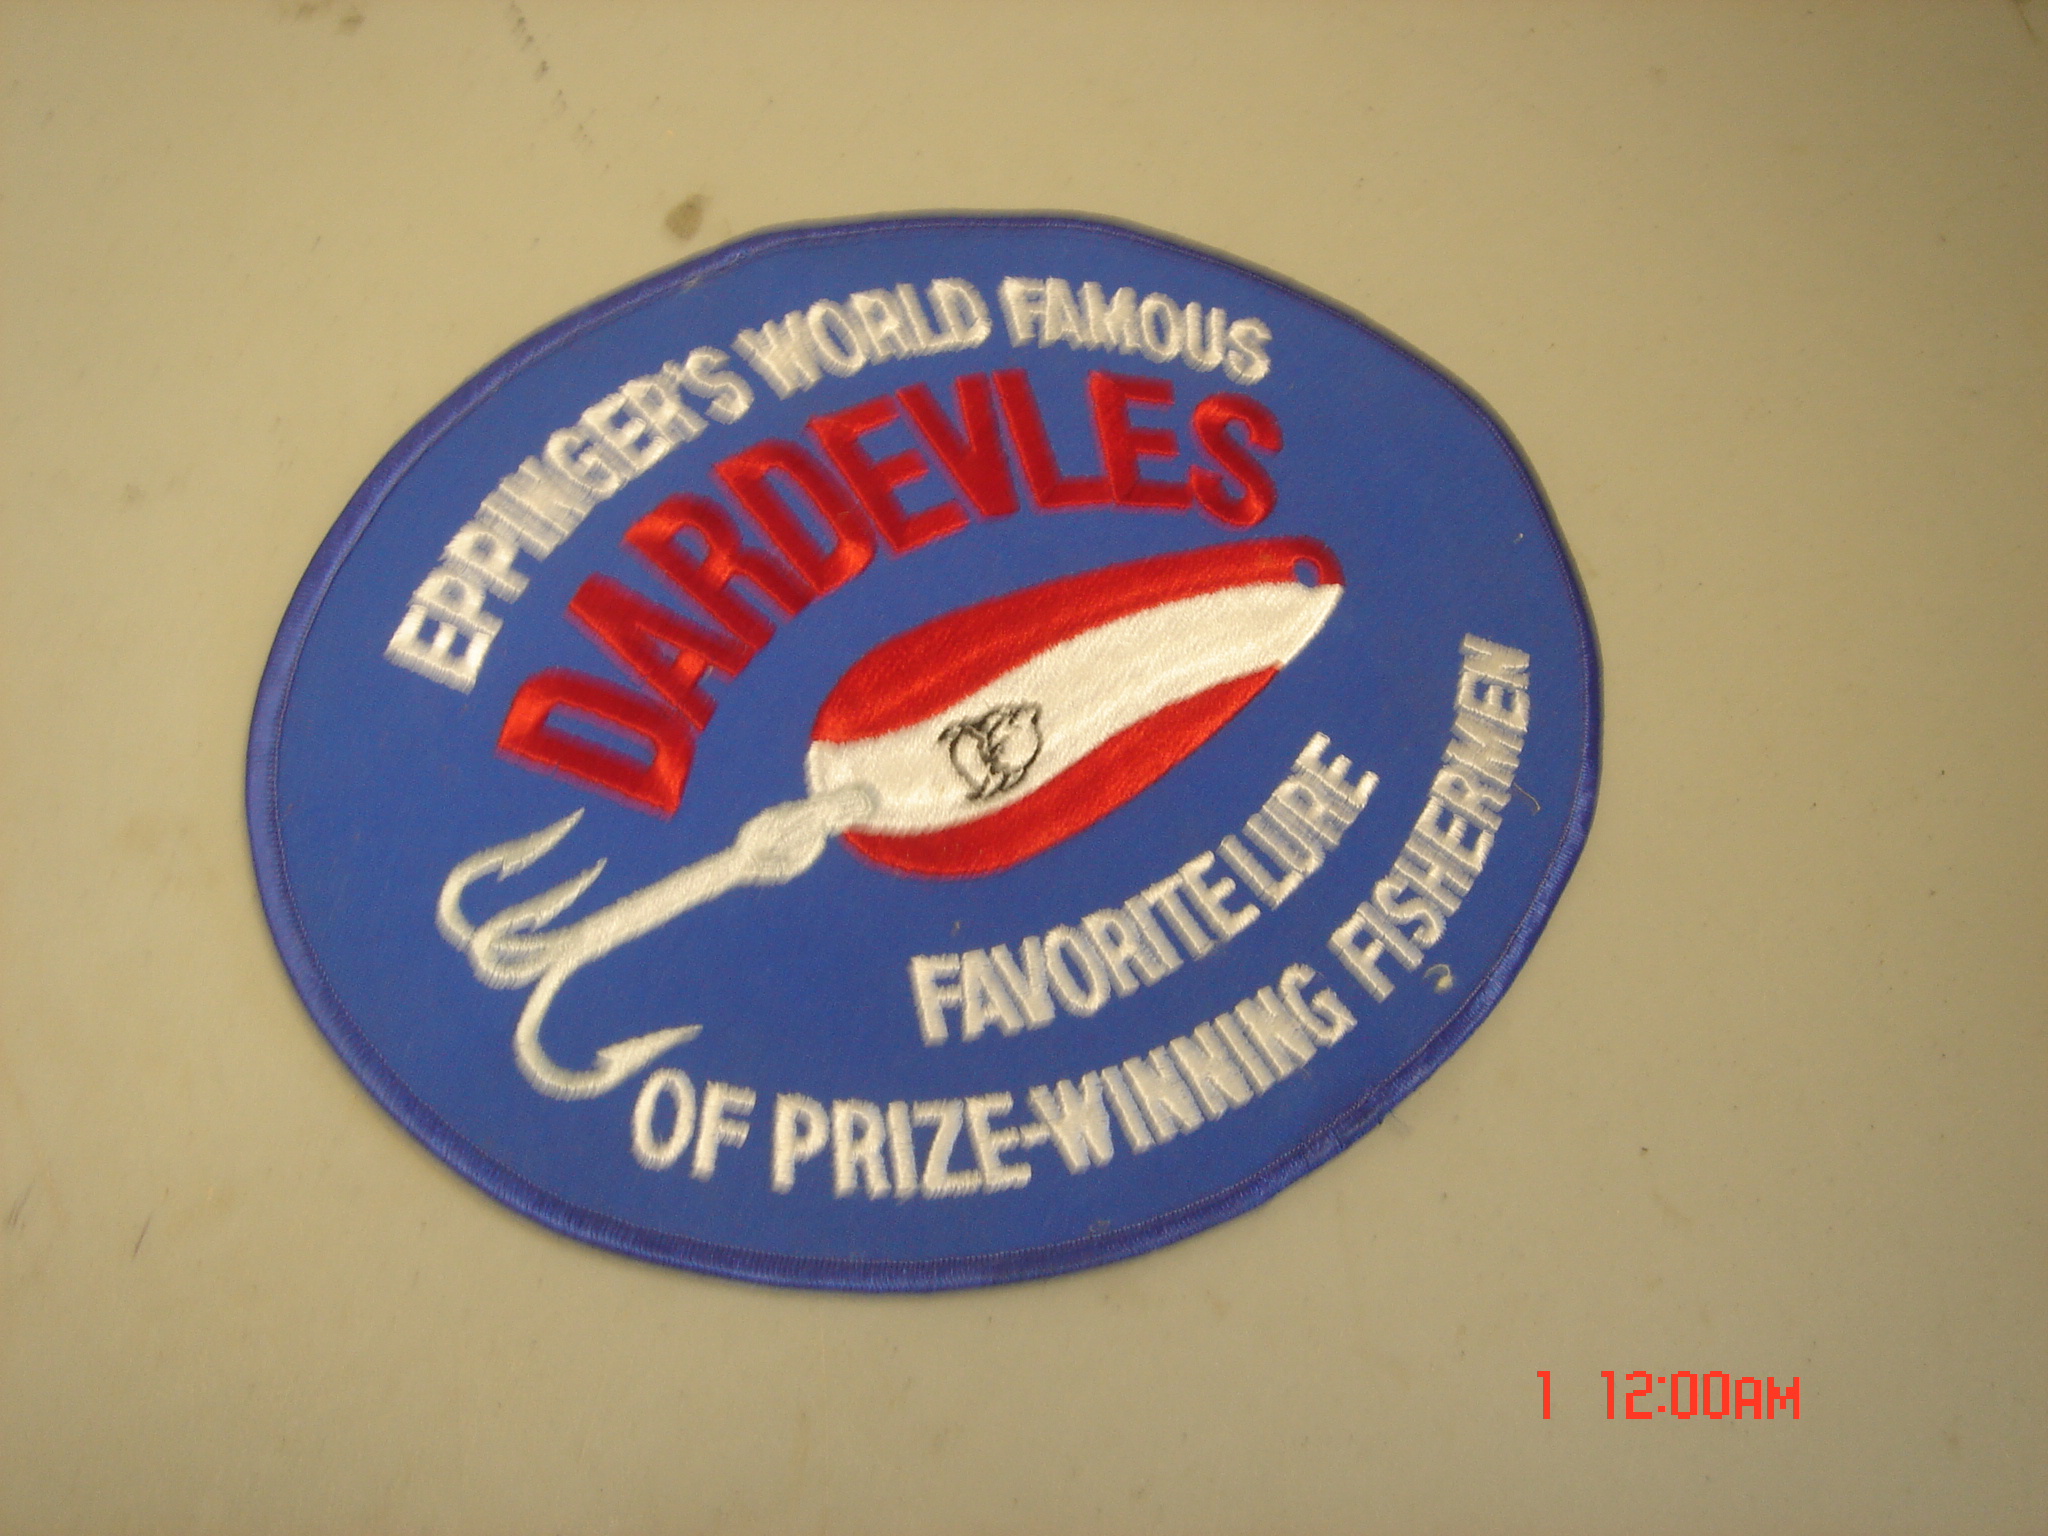 EPPINGER'S WORLD FAMOUS
DARDEVLES
FAVORITE LURE
OF PRIZE-WINNING FISHERMEN
1 12:00AM